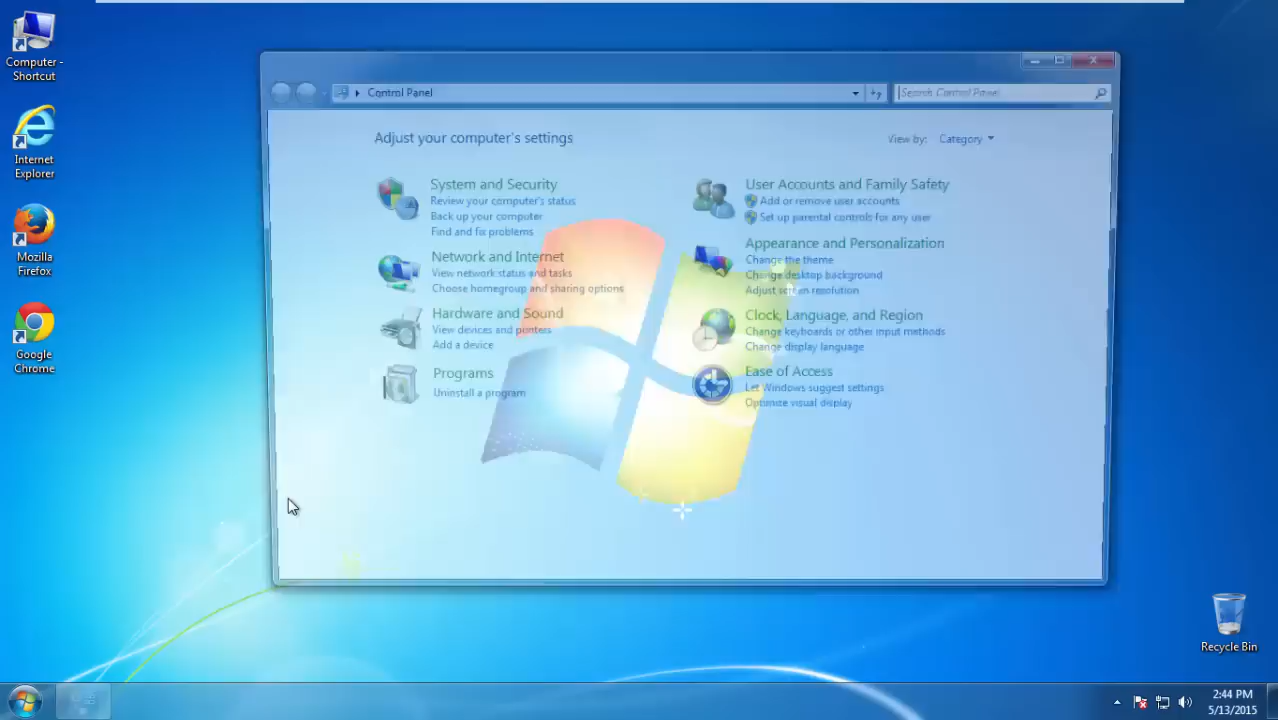 Computer -
Shortcut
Internet
Explorer
Mozilla
Firefox
Google
Chrome
Control Panel
Search Control Panel
Adjust your computer's settings
View by: Category
System and Security
Review your computer's status
Back up your computer
Find and fix problems
Network and Internet
View network status and tasks
Choose homegroup and sharing options
Hardware and Sound
View devices and printers
Add a device
Programs
Uninstall a program
User Accounts and Family Safety
Add or remove user accounts
Set up parental controls for any user
Appearance and Personalization
Change the theme
Change desktop background
Adjust screen resolution
Clock, Language, and Region
Change keyboards or other input methods
Change display language
Ease of Access
Let Windows suggest settings
Optimize visual display
Recycle Bin
2:44 PM
5/13/2015